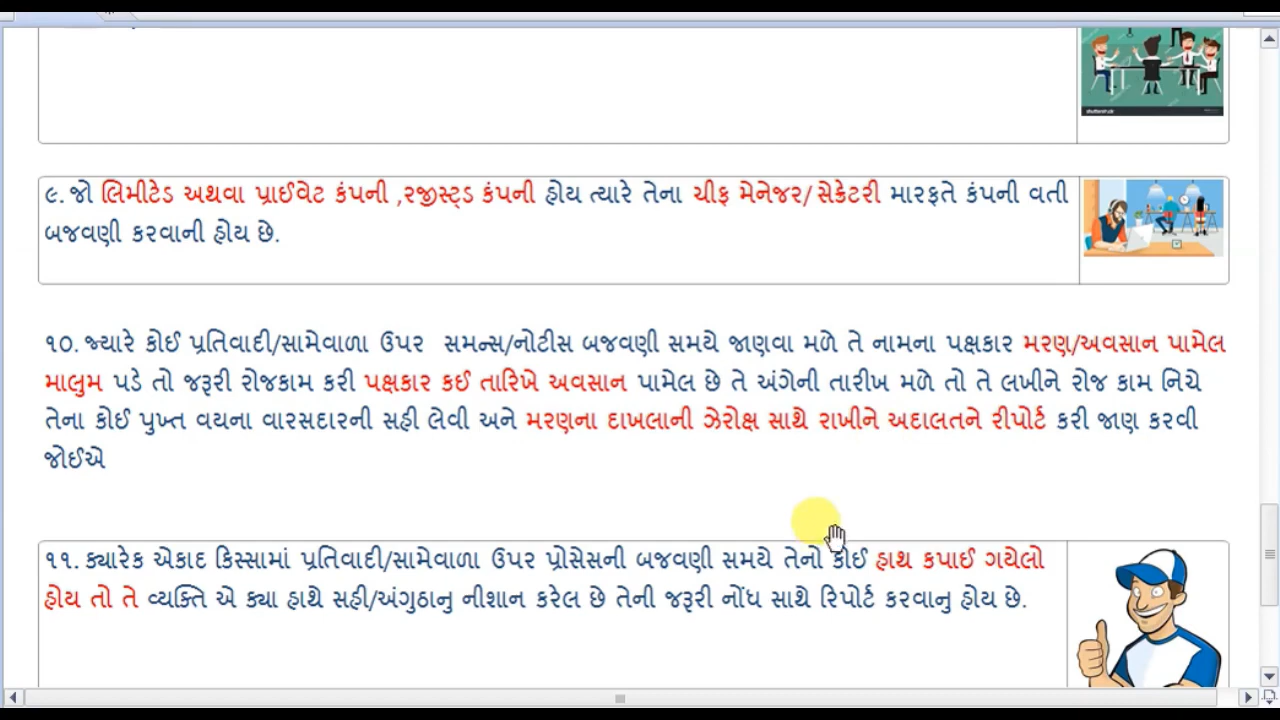 ૯. જો લિમીટેડ અથવા પ્રાઈવેટ કંપની ,રજીસ્ટ્ડ કંપની હોય ત્યારે તેના ચીફ મેનેજર/ સેક્રેટરી મારફતે કંપની વતી
બજવણી કરવાની હોય છે.
૧૦. જ્યારે કોઈ પ્રતિવાદી/સામેવાળા ઉપર સમન્સ/નોટીસ બજવણી સમયે જાણવા મળે તે નામના પક્ષકાર મરણ/અવસાન પામેલ
માલુમ પડે તો જરૂરી રોજકામ કરી પક્ષકાર કઈ તારિખે અવસાન પામેલ છે તે અંગેની તારીખ મળે તો તે લખીને રોજ કામ નિચે
તેના કોઈ પુખ્ત વયના વારસદારની સહી લેવી અને મરણના દાખલાની ઝેરોક્ષ સાથે રાખીને અદાલતને રીપોર્ટ કરી જાણ કરવી
જોઈએ
૧૧. ક્યારેક એકાદ કિસ્સામાં પ્રતિવાદી/સામેવાળા ઉપર પ્રોસેસની બજવણી સમયે તેનો કોઈ હાથ કપાઈ ગયેલો
હોય તો તે વ્યક્તિ એ ક્યા હાથે સહી/અંગુઠાનુ નીશાન કરેલ છે તેની જરૂરી નોંધ સાથે રિપોર્ટ કરવાનુ હોય છે.